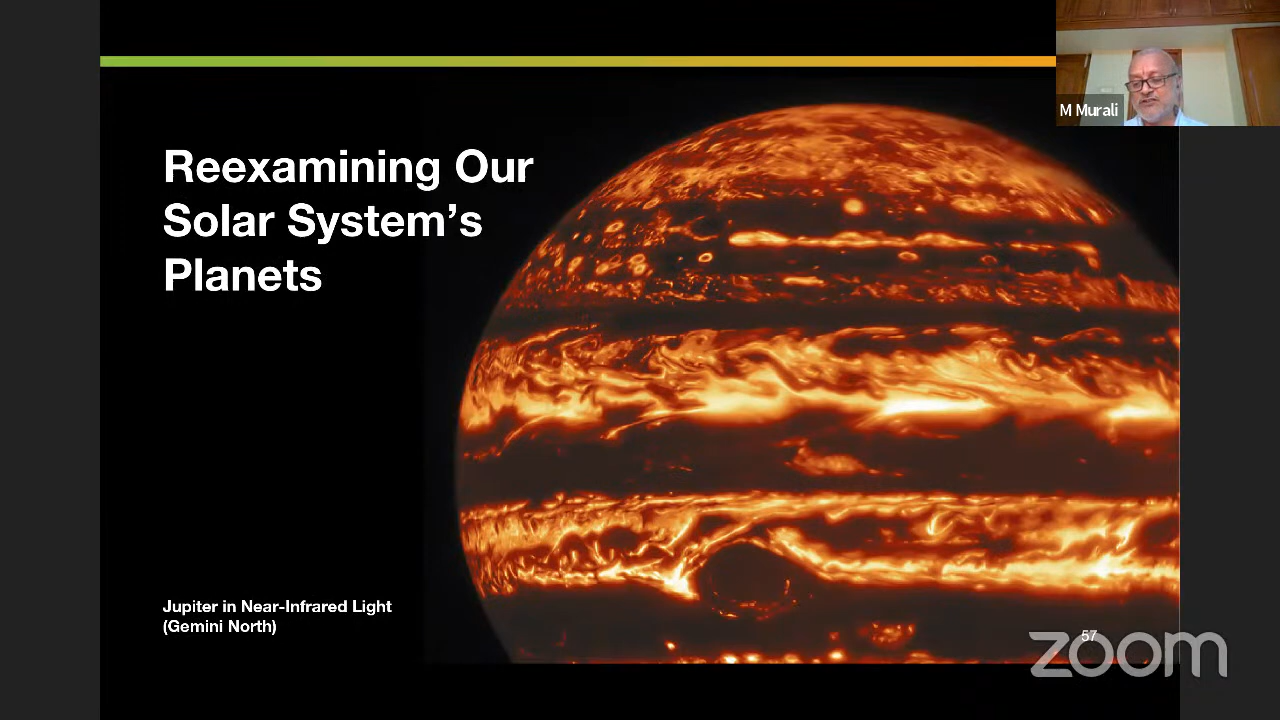 Reexamining Our
Solar System’s
Planets
M Murali
Jupiter in Near-Infrared Light
(Gemini North)
57
zoom